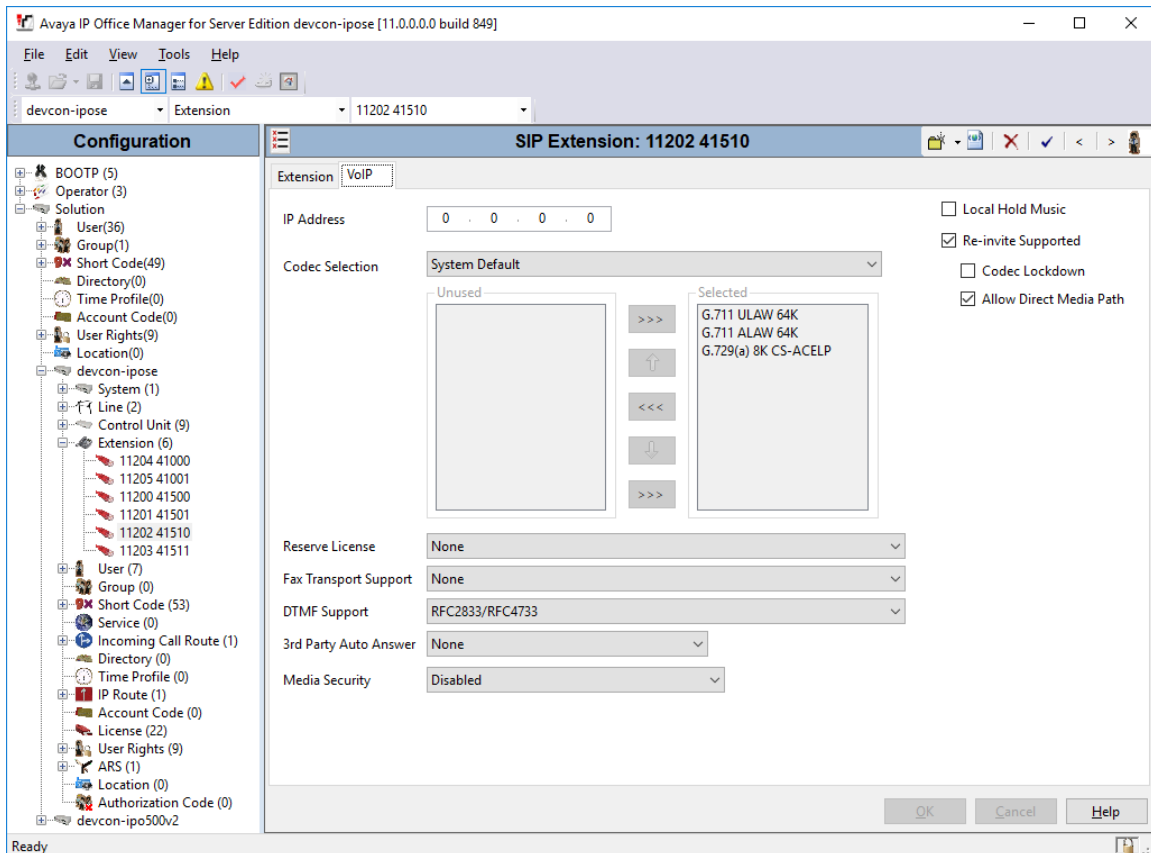 Avaya IP Office Manager for Server Edition devcon-ipose [11.0.0.0.0 build 849]
File Edit View Tools Help
devcon-ipose Extension 11202 41510
Configuration
BOOTP (5)
Operator (3)
Solution
User(36)
Group(1)
Short Code(49)
Directory(0)
Time Profile(0)
Account Code(0)
User Rights(9)
Location(0)
devcon-ipose
System (1)
Line (2)
Control Unit (9)
Extension (6)
11204 41000
11205 41001
11200 41500
11201 41501
11202 41510
11203 41511
User (7)
Group (0)
Short Code (53)
Service (0)
Incoming Call Route (1)
Directory (0)
Time Profile (0)
IP Route (1)
Account Code (0)
License (22)
User Rights (9)
ARS (1)
Location (0)
Authorization Code (0)
devcon-ipo500v2
SIP Extension: 11202 41510
Extension VoIP
IP Address 0 . 0 . 0 . 0
Codec Selection System Default
Unused
Selected
G.711 ULAW 64K
G.711 ALAW 64K
G.729(a) 8K CS-ACELP
>>>
<<<
>>>
Local Hold Music
Re-invite Supported
Codec Lockdown
Allow Direct Media Path
Reserve License None
Fax Transport Support None
DTMF Support RFC2833/RFC4733
3rd Party Auto Answer None
Media Security Disabled
OK Cancel Help
Ready